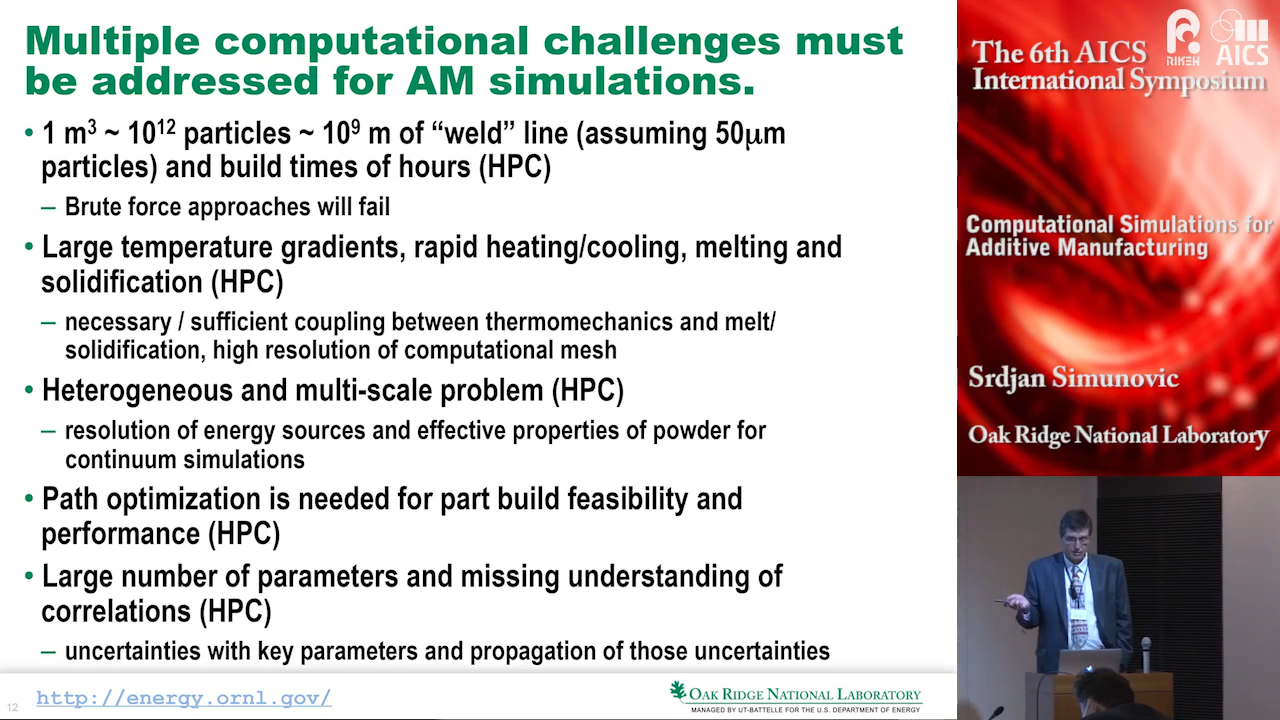 Multiple computational challenges must
be addressed for AM simulations.
• 1 m³ ~ 10¹² particles ~ 10⁹ m of “weld” line (assuming 50μm
particles) and build times of hours (HPC)
– Brute force approaches will fail
• Large temperature gradients, rapid heating/cooling, melting and
solidification (HPC)
– necessary / sufficient coupling between thermomechanics and melt/
solidification, high resolution of computational mesh
• Heterogeneous and multi-scale problem (HPC)
– resolution of energy sources and effective properties of powder for
continuum simulations
• Path optimization is needed for part build feasibility and
performance (HPC)
• Large number of parameters and missing understanding of
correlations (HPC)
– uncertainties with key parameters and propagation of those uncertainties
12
http://energy.ornl.gov/
OAK RIDGE NATIONAL LABORATORY
MANAGED BY UT-BATTELLE FOR THE U.S. DEPARTMENT OF ENERGY
RIKEN
AICS
The 6th AICS
International Symposium
Computational Simulations for
Additive Manufacturing
Srdjan Simunovic
Oak Ridge National Laboratory